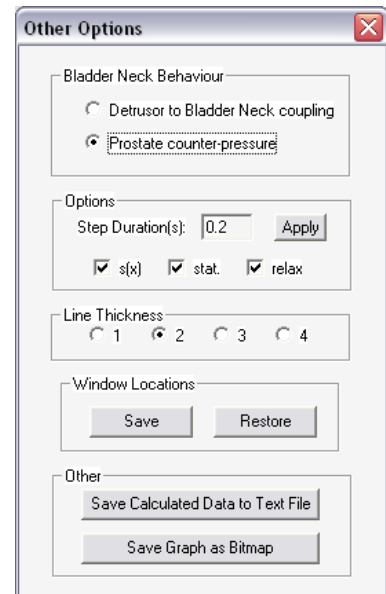 Other Options
Bladder Neck Behaviour
Detrusor to Bladder Neck coupling
Prostate counter-pressure
Options
Step Duration(s): 0.2 Apply
s(x) stat. relax
Line Thickness
1 2 3 4
Window Locations
Save Restore
Other
Save Calculated Data to Text File
Save Graph as Bitmap